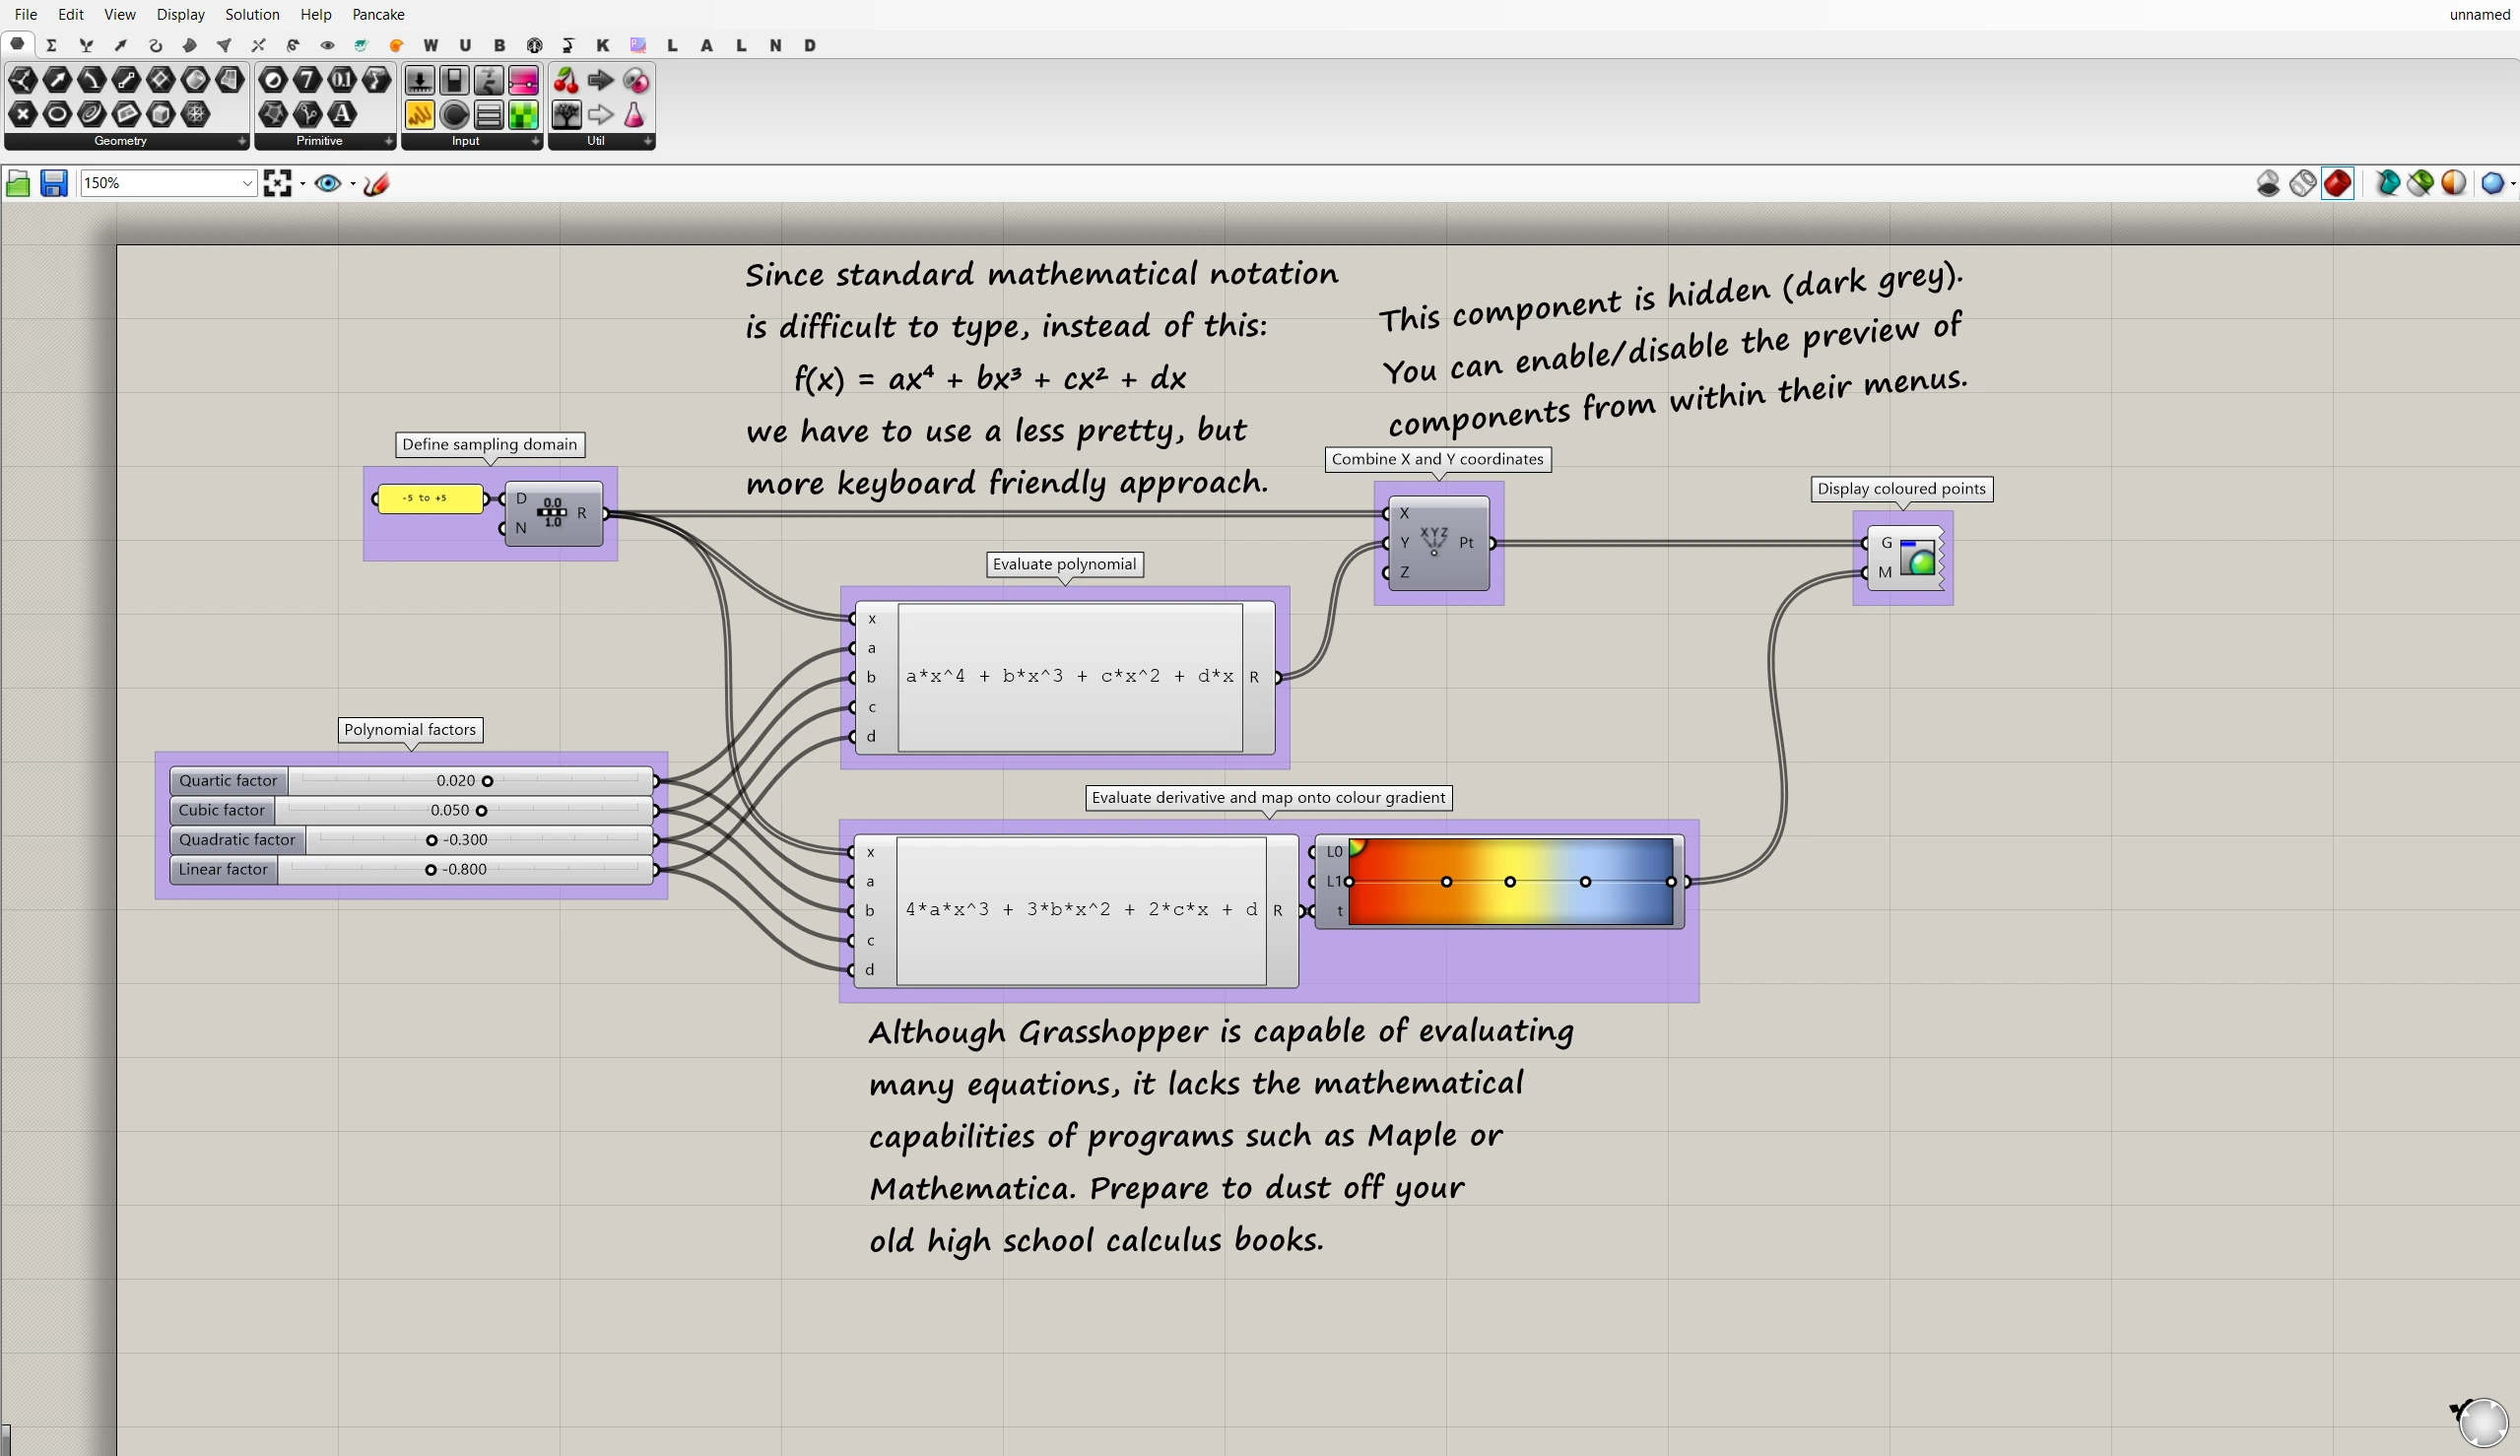 File Edit View Display Solution Help Pancake unnamed
W U B K L A L N D
Geometry Primitive Input Util
150%
Since standard mathematical notation
is difficult to type, instead of this:
f(x) = ax⁴ + bx³ + cx² + dx
we have to use a less pretty, but
more keyboard friendly approach.
This component is hidden (dark grey).
You can enable/disable the preview of
components from within their menus.
Define sampling domain
-5 to +5
D
N
0.0
1.0
R
Combine X and Y coordinates
X
Y
Z
XYZ
Pt
Display coloured points
G
M
Evaluate polynomial
x
a
b
c
d
a*x^4 + b*x^3 + c*x^2 + d*x
R
Polynomial factors
Quartic factor 0.020
Cubic factor 0.050
Quadratic factor -0.300
Linear factor -0.800
Evaluate derivative and map onto colour gradient
x
a
b
c
d
4*a*x^3 + 3*b*x^2 + 2*c*x + d
R
L0
L1
t
Although Grasshopper is capable of evaluating
many equations, it lacks the mathematical
capabilities of programs such as Maple or
Mathematica. Prepare to dust off your
old high school calculus books.